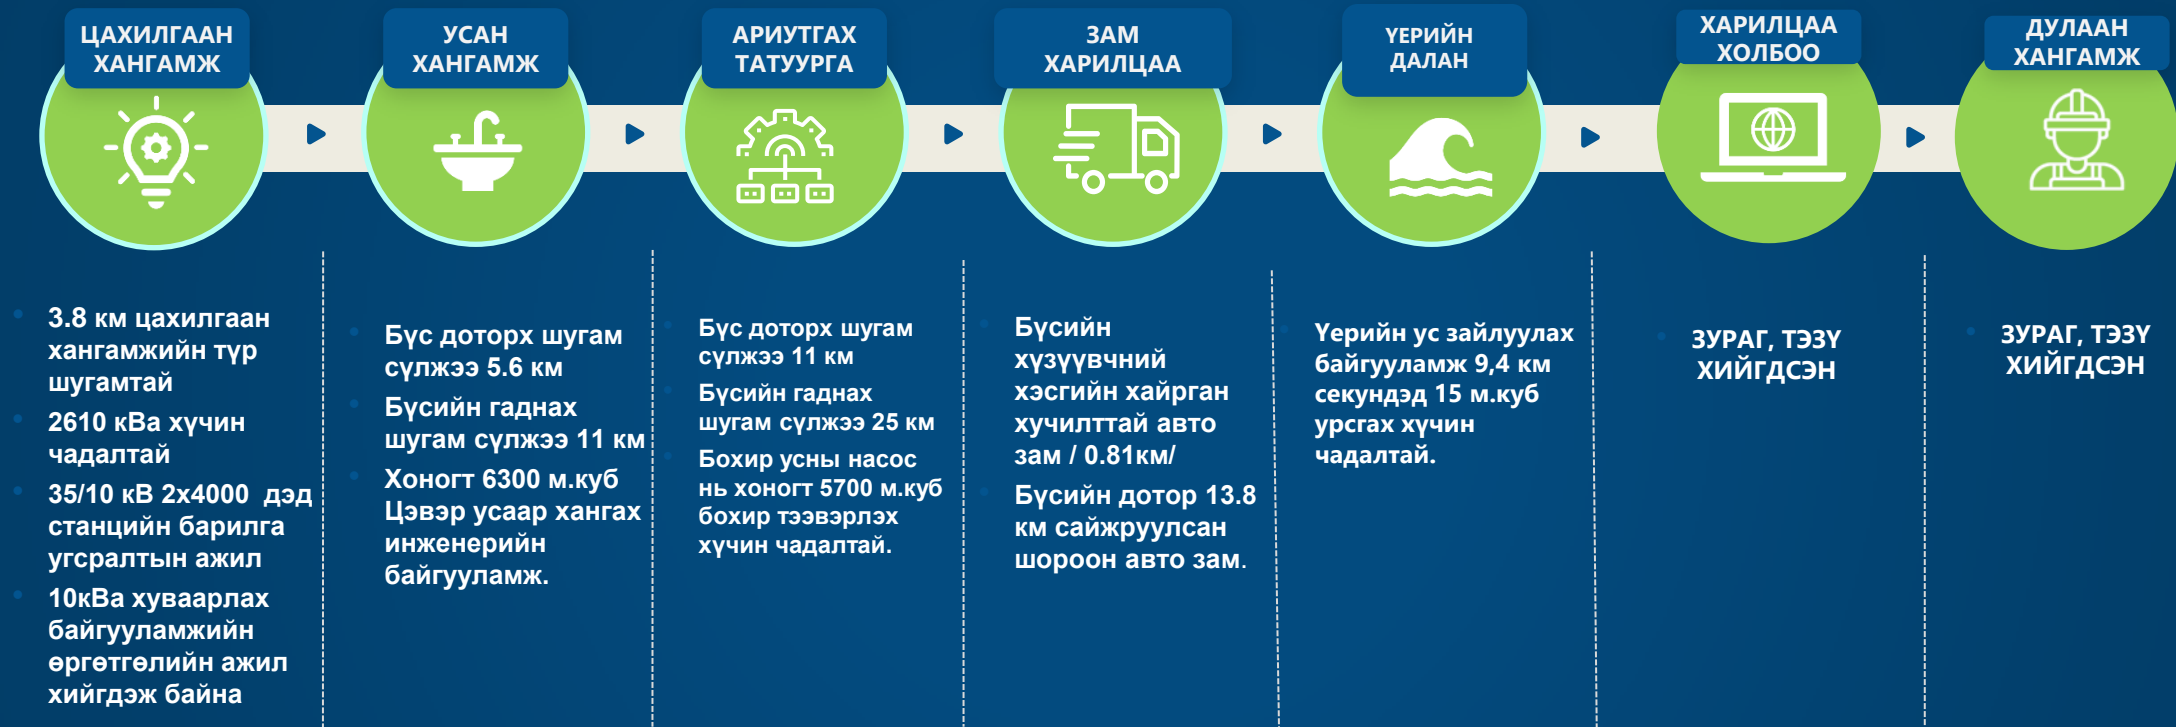 ЦАХИЛГААН
ХАНГАМЖ
УСАН
ХАНГАМЖ
АРИУТГАХ
ТАТУУРГА
ЗАМ
ХАРИЛЦАА
ҮЕРИЙН
ДАЛАН
ХАРИЛЦАА
ХОЛБОО
ДУЛААН
ХАНГАМЖ
3.8 км цахилгаан
хангамжийн түр
шугамтай
2610 кВа хүчин
чадалтай
35/10 кВ 2х4000 дэд
станцийн барилга
угсралтын ажил
10кВа хуваарлах
байгууламжийн
өргөтгөлийн ажил
хийгдэж байна
Бүс доторх шугам
сүлжээ 5.6 км
Бүсийн гаднах
шугам сүлжээ 11 км
Хоногт 6300 м.куб
Цэвэр усаар хангах
инженерийн
байгууламж.
Бүс доторх шугам
сүлжээ 11 км
Бүсийн гаднах
шугам сүлжээ 25 км
Бохир усны насос
нь хоногт 5700 м.куб
бохир тээвэрлэх
хүчин чадалтай.
Бүсийн
хүзүүвчний
хэсгийн хайрган
хучилттай авто
зам / 0.81км/
Бүсийн дотор 13.8
км сайжруулсан
шороон авто зам.
Үерийн ус зайлуулах
байгууламж 9,4 км
секундэд 15 м.куб
урсгах хүчин
чадалтай.
ЗУРАГ, ТЭЗҮ
ХИЙГДСЭН
ЗУРАГ, ТЭЗҮ
ХИЙГДСЭН